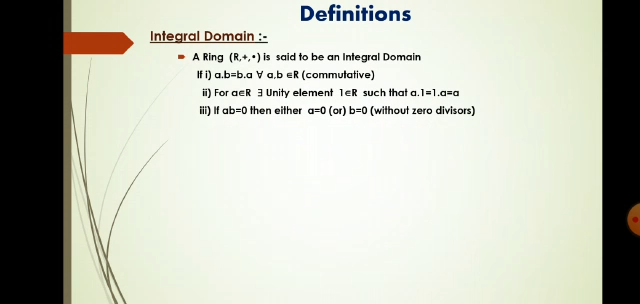 Definitions
Integral Domain :-
A Ring (R,+,•) is said to be an Integral Domain
If i) a.b=b.a ∀ a,b ∊R (commutative)
ii) For a∊R ∃ Unity element 1∊R such that a.1=1.a=a
iii) If ab=0 then either a=0 (or) b=0 (without zero divisors)